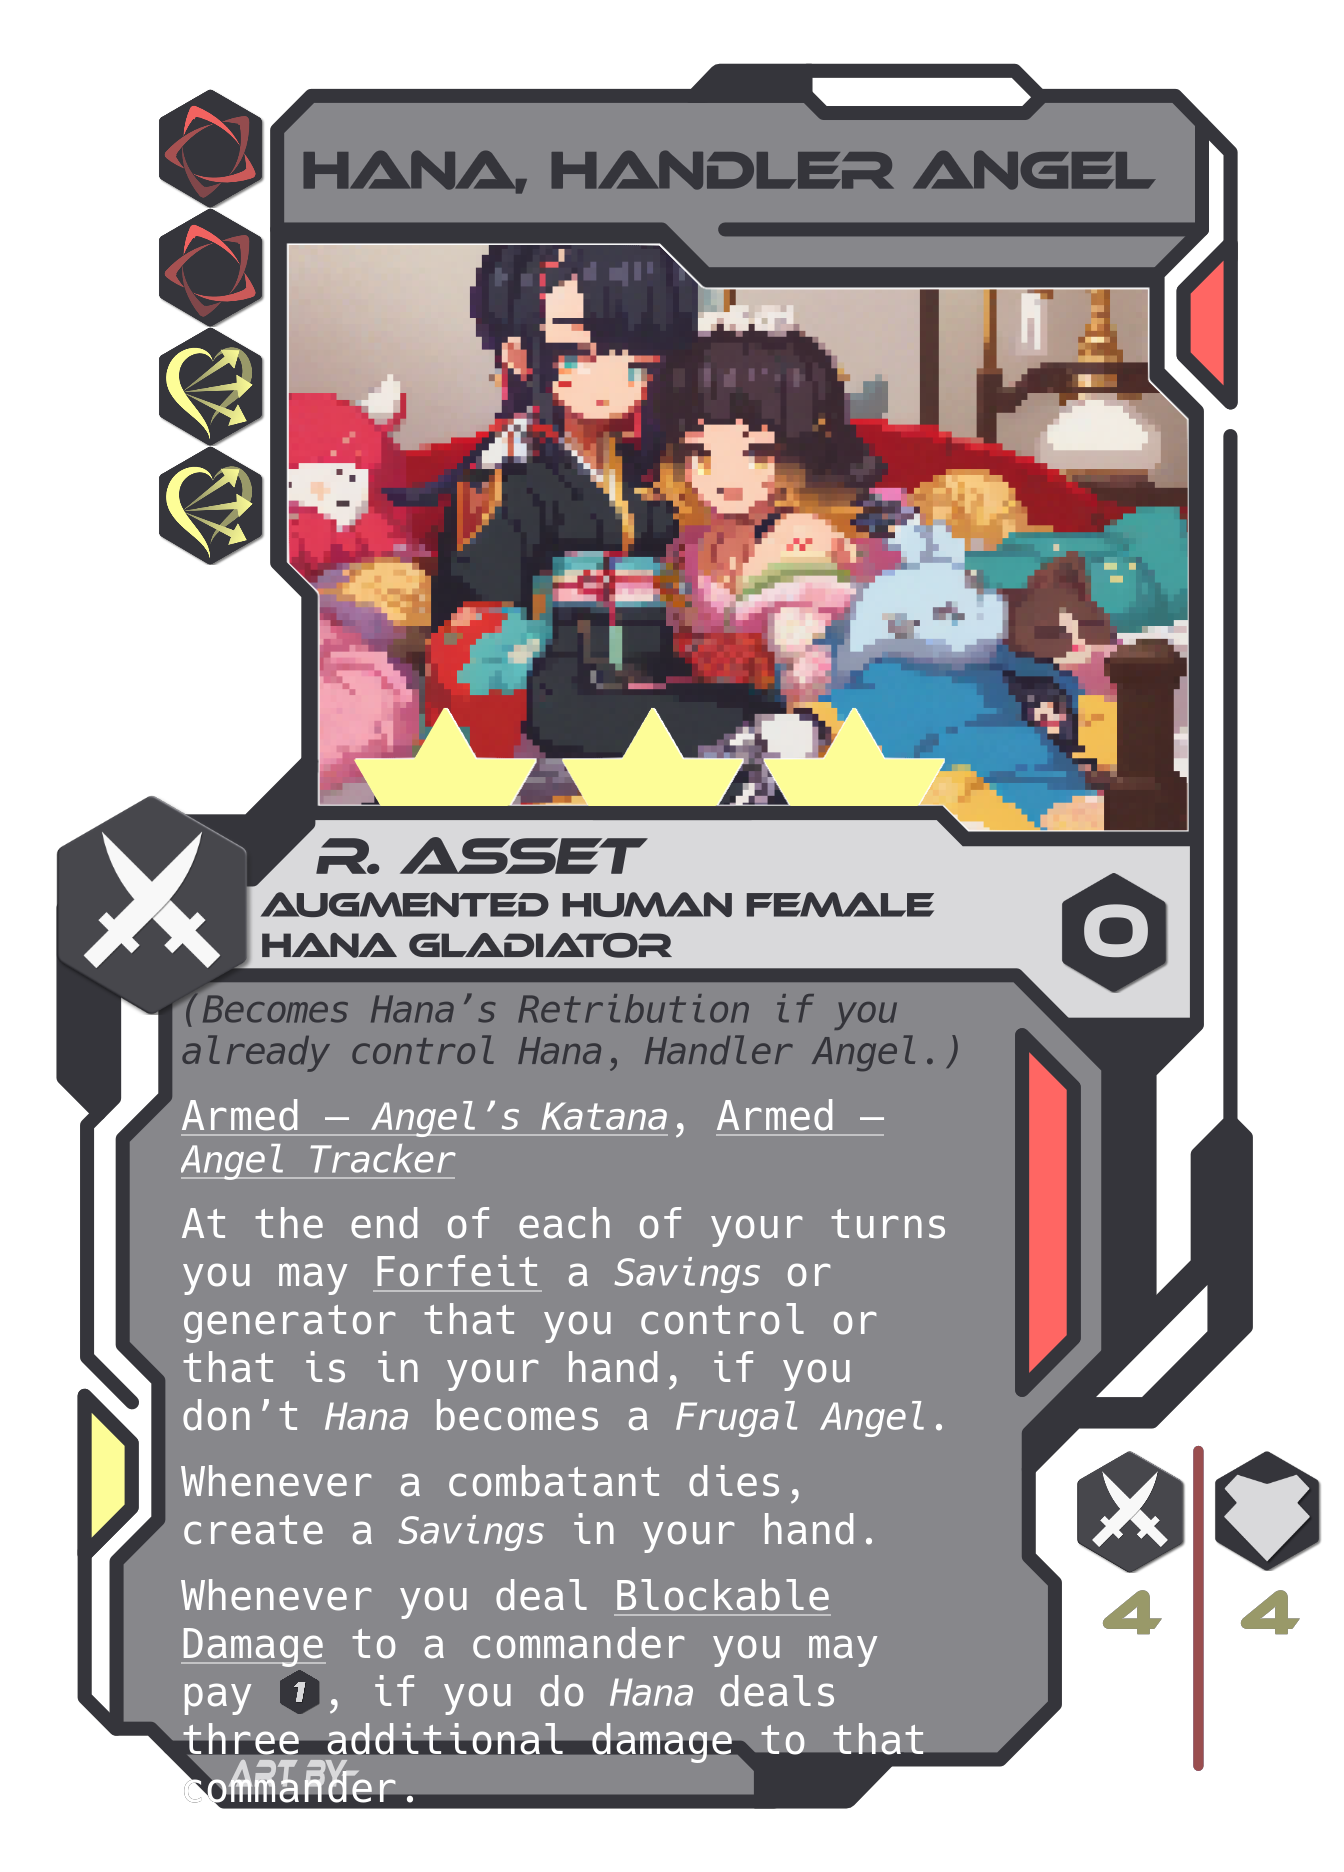 HANA, HANDLER ANGEL
R. ASSET
AUGMENTED HUMAN FEMALE
HANA GLADIATOR
0
(Becomes Hana’s Retribution if you
already control Hana, Handler Angel.)
Armed – Angel’s Katana, Armed –
Angel Tracker
At the end of each of your turns
you may Forfeit a Savings or
generator that you control or
that is in your hand, if you
don’t Hana becomes a Frugal Angel.
Whenever a combatant dies,
create a Savings in your hand.
Whenever you deal Blockable
Damage to a commander you may
pay 1, if you do Hana deals
three additional damage to that
commander.
ART BY-
4 4